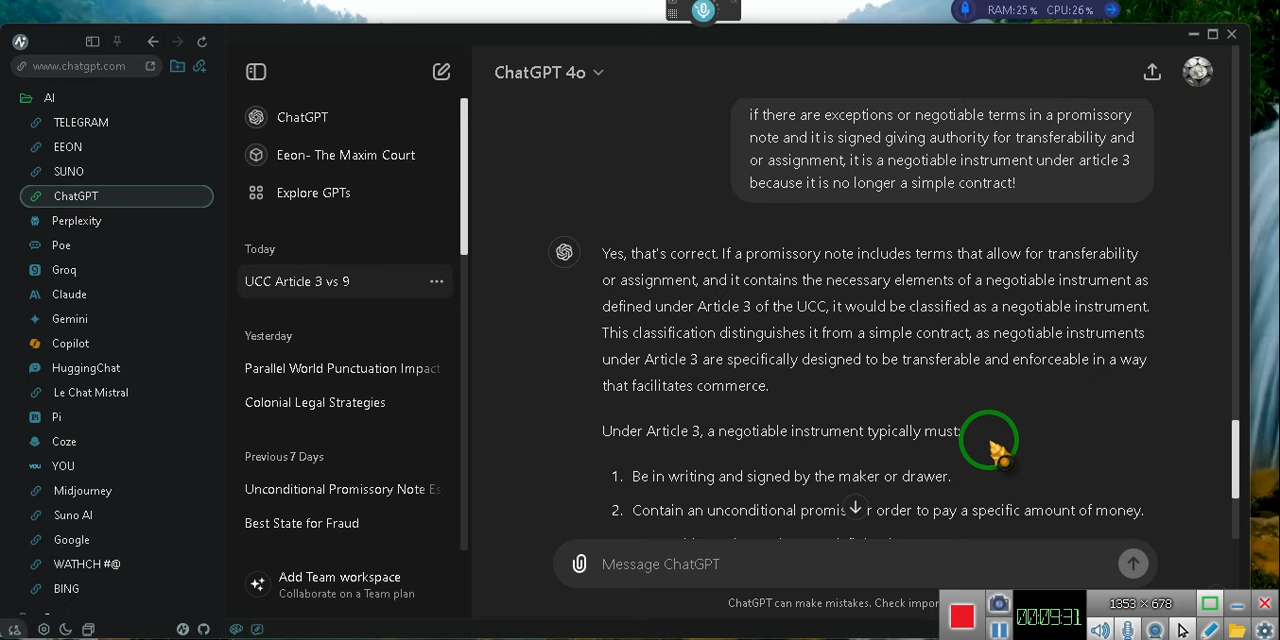 RAM:25% CPU:26%
www.chatgpt.com
AI
TELEGRAM
EEON
SUNO
ChatGPT
Perplexity
Poe
Groq
Claude
Gemini
Copilot
HuggingChat
Le Chat Mistral
Pi
Coze
YOU
Midjourney
Suno AI
Google
WATHCH #@
BING
ChatGPT
Eeon- The Maxim Court
Explore GPTs
Today
UCC Article 3 vs 9
Yesterday
Parallel World Punctuation Impact
Colonial Legal Strategies
Previous 7 Days
Unconditional Promissory Note Es
Best State for Fraud
Add Team workspace
Collaborate on a Team plan
ChatGPT 4o
if there are exceptions or negotiable terms in a promissory
note and it is signed giving authority for transferability and
or assignment, it is a negotiable instrument under article 3
because it is no longer a simple contract!
Yes, that's correct. If a promissory note includes terms that allow for transferability
or assignment, and it contains the necessary elements of a negotiable instrument as
defined under Article 3 of the UCC, it would be classified as a negotiable instrument.
This classification distinguishes it from a simple contract, as negotiable instruments
under Article 3 are specifically designed to be transferable and enforceable in a way
that facilitates commerce.
Under Article 3, a negotiable instrument typically must:
1. Be in writing and signed by the maker or drawer.
2. Contain an unconditional promis r order to pay a specific amount of money.
Message ChatGPT
ChatGPT can make mistakes. Check impor
00:09:31
1353 × 678